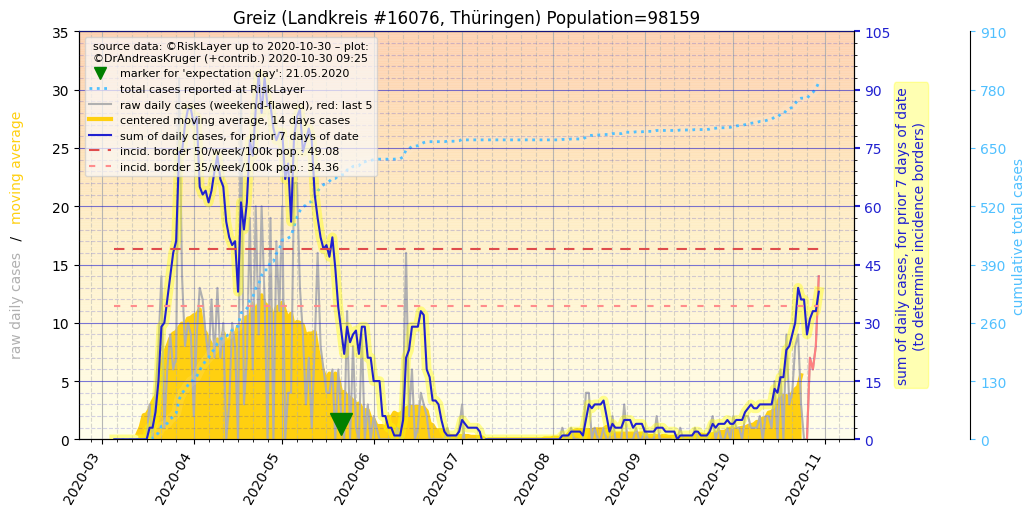 Greiz (Landkreis #16076, Thüringen) Population=98159
source data: ©RiskLayer up to 2020-10-30 – plot:
©DrAndreasKruger (+contrib.) 2020-10-30 09:25
marker for 'expectation day': 21.05.2020
total cases reported at RiskLayer
raw daily cases (weekend-flawed), red: last 5
centered moving average, 14 days cases
sum of daily cases, for prior 7 days of date
incid. border 50/week/100k pop.: 49.08
incid. border 35/week/100k pop.: 34.36
raw daily cases / moving average
35
30
25
20
15
10
5
0
105
90
75
60
45
30
15
0
sum of daily cases, for prior 7 days of date
(to determine incidence borders)
910
780
650
520
390
260
130
0
cumulative total cases
2020-03
2020-04
2020-05
2020-06
2020-07
2020-08
2020-09
2020-10
2020-11